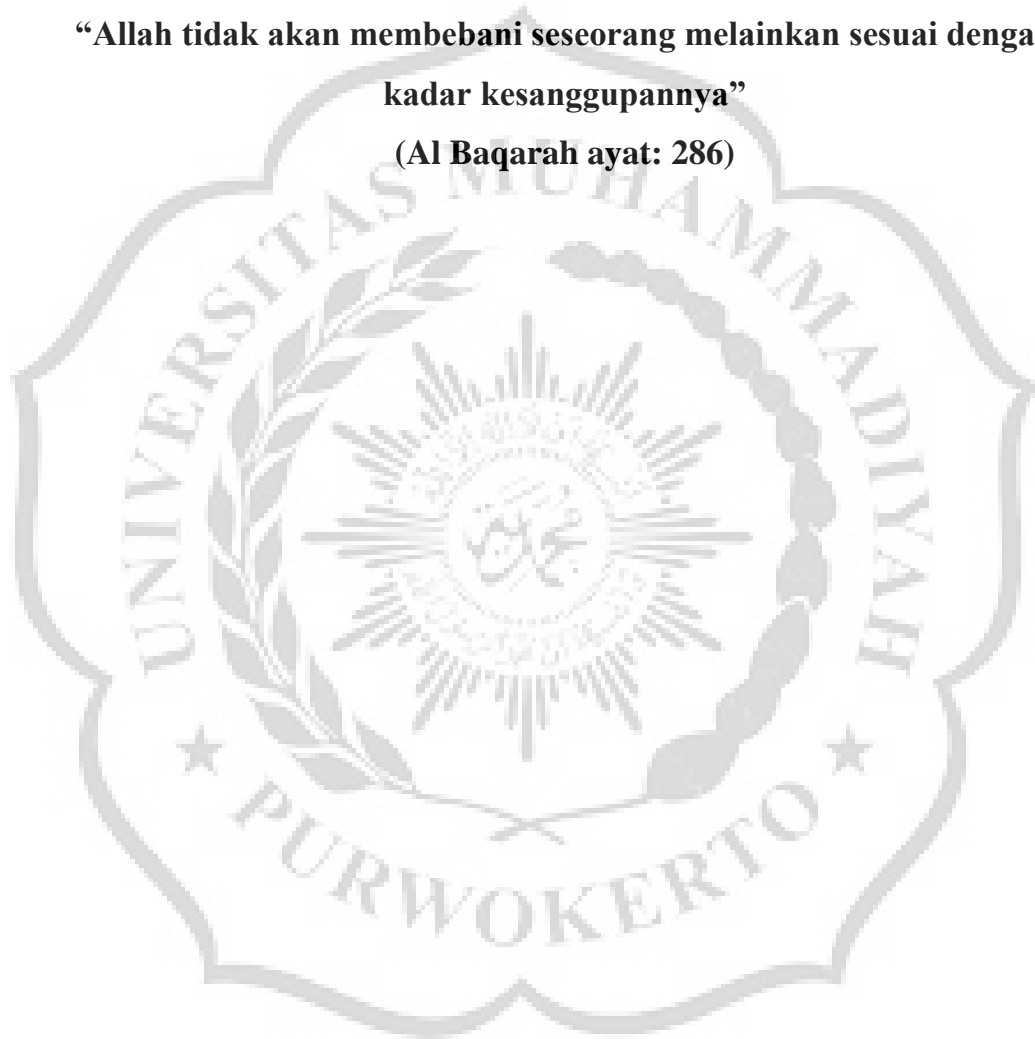 “Allah tidak akan membebani seseorang melainkan sesuai denga
kadar kesanggupannya”
(Al Baqarah ayat: 286)
UNIVERSITAS MUHAMMADIYAH
PURWOKERTO